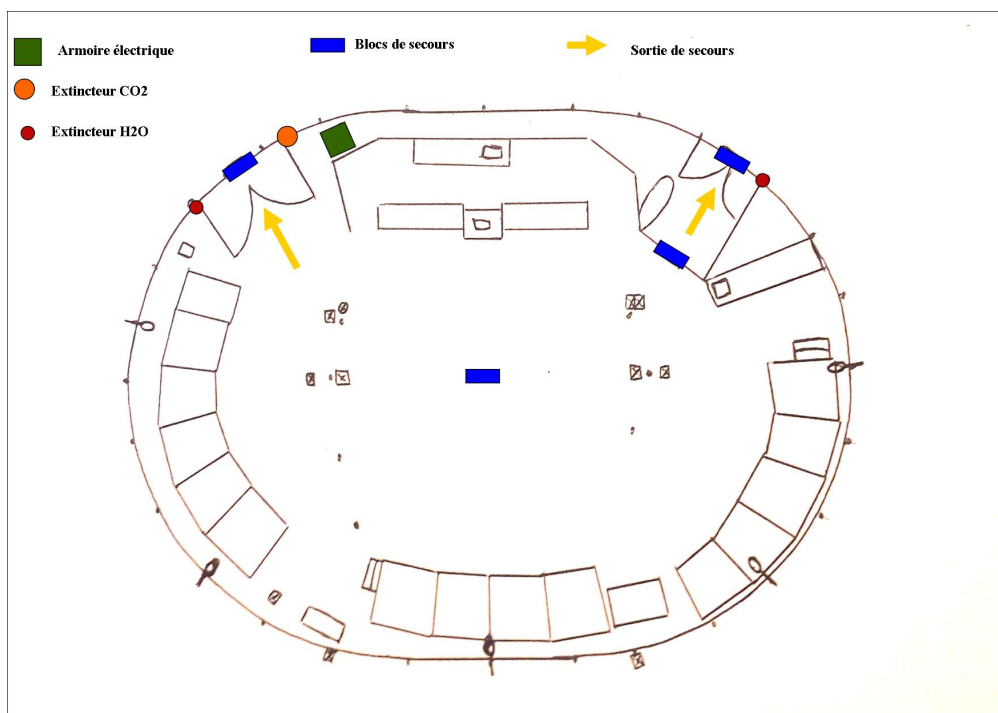 Armoire électrique
Blocs de secours
Sortie de secours
Extincteur CO2
Extincteur H2O